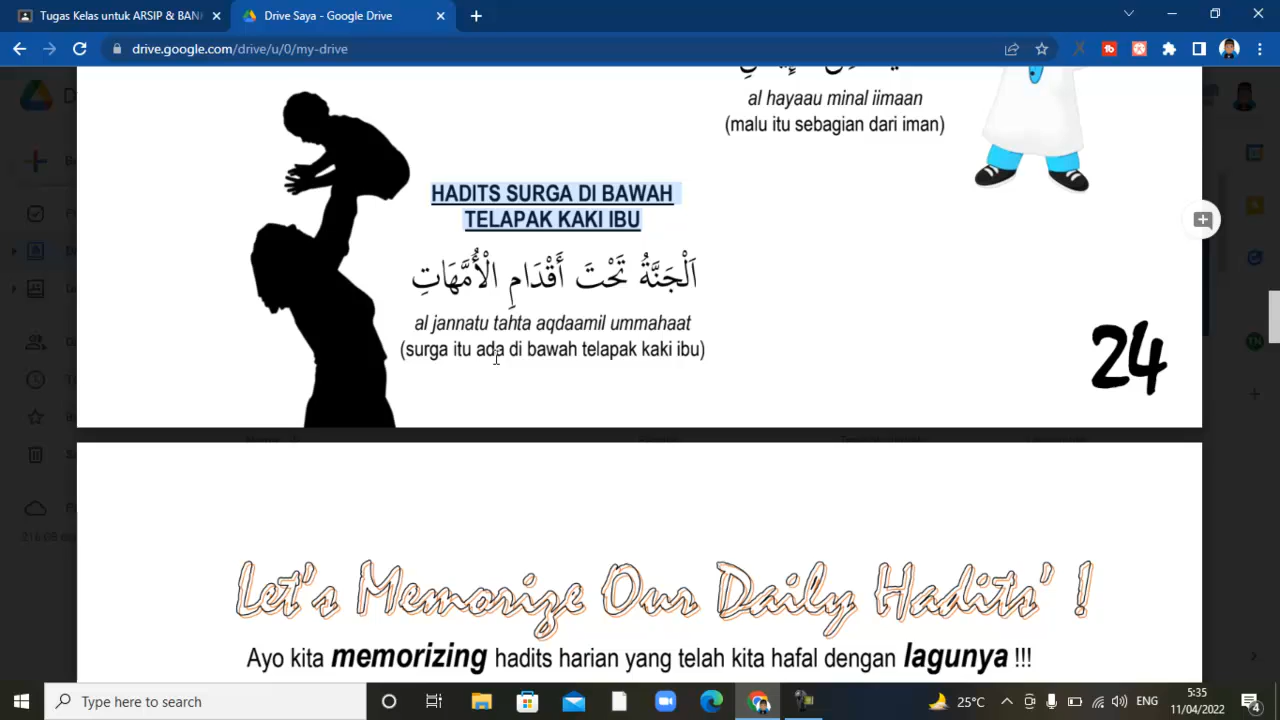 Tugas Kelas untuk ARSIP & BAN
Drive Saya - Google Drive
drive.google.com/drive/u/0/my-drive
al hayaau minal iimaan
(malu itu sebagian dari iman)
HADITS SURGA DI BAWAH
TELAPAK KAKI IBU
اَلْجَنَّةُ تَحْتَ أَقْدَامِ الْأُمَّهَاتِ
al jannatu tahta aqdaamil ummahaat
(surga itu ada di bawah telapak kaki ibu)
24
Let's Memorize Our Daily Hadits' !
Ayo kita memorizing hadits harian yang telah kita hafal dengan lagunya !!!
Type here to search
25°C
ENG
5:35
11/04/2022
4